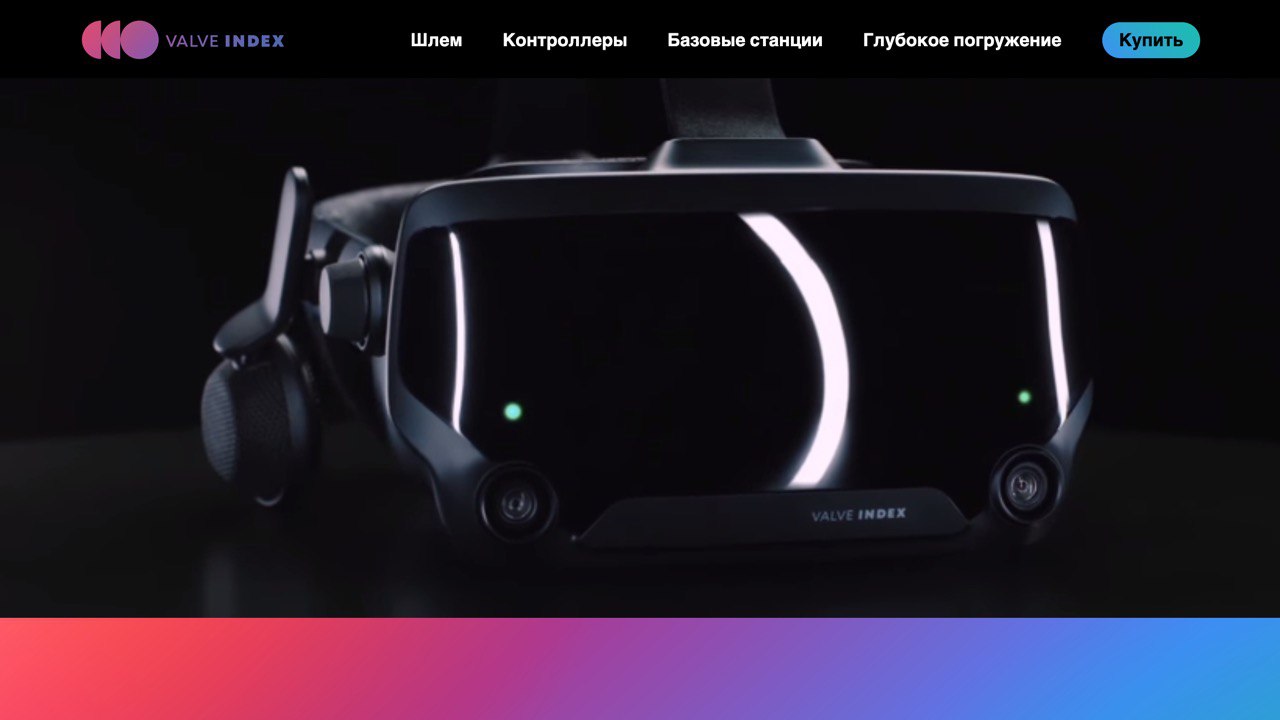 VALVE INDEX
Шлем
Контроллеры
Базовые станции
Глубокое погружение
Купить
VALVE INDEX